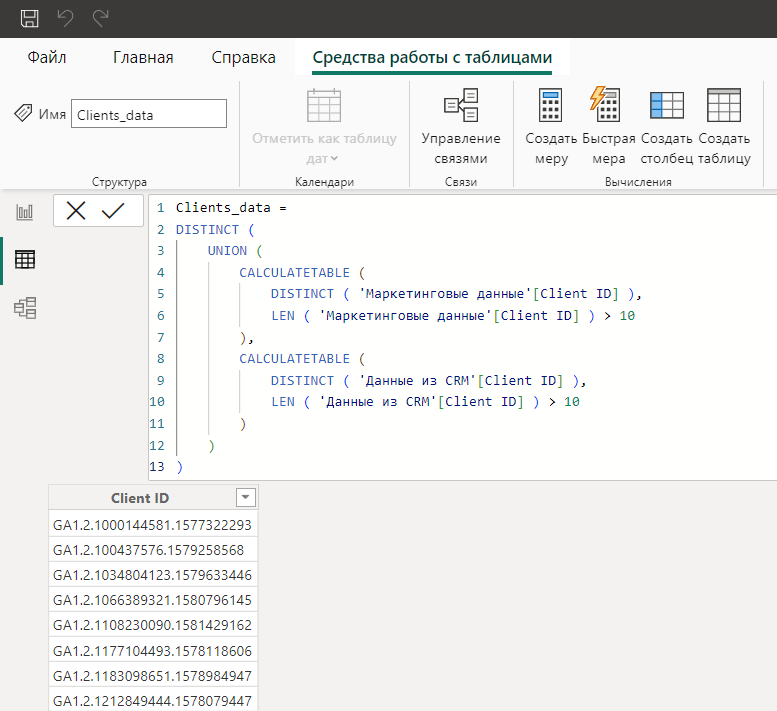 Файл Главная Справка Средства работы с таблицами
Имя Clients_data
Отметить как таблицу дат
Управление связями
Создать меру
Быстрая мера
Создать столбец
Создать таблицу
Структура Календари Связи Вычисления
1 Clients_data =
2 DISTINCT (
3 UNION (
4 CALCULATETABLE (
5 DISTINCT ( 'Маркетинговые данные'[Client ID] ),
6 LEN ( 'Маркетинговые данные'[Client ID] ) > 10
7 ),
8 CALCULATETABLE (
9 DISTINCT ( 'Данные из CRM'[Client ID] ),
10 LEN ( 'Данные из CRM'[Client ID] ) > 10
11 )
12 )
13 )
Client ID
GA1.2.1000144581.1577322293
GA1.2.100437576.1579258568
GA1.2.1034804123.1579633446
GA1.2.1066389321.1580796145
GA1.2.1108230090.1581429162
GA1.2.1177104493.1578118606
GA1.2.1183098651.1578984947
GA1.2.1212849444.1578079447